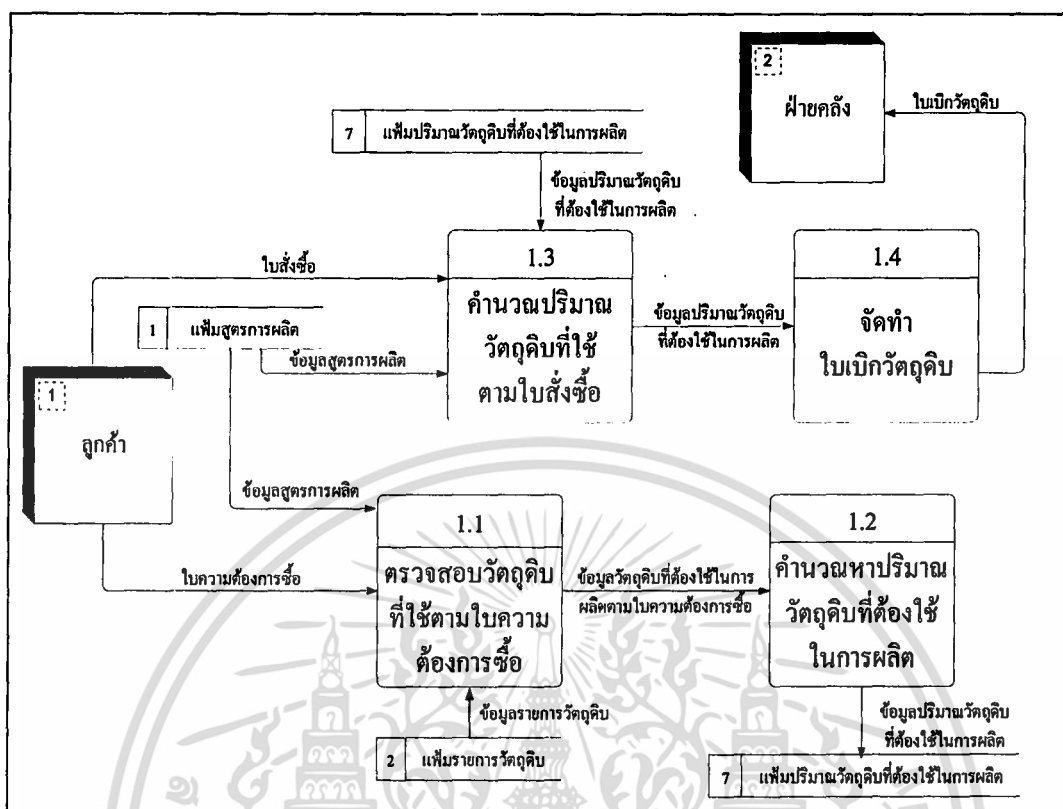 2
ฝ่ายคลัง
ใบเบิกวัตถุดิบ
7 แฟ้มปริมาณวัตถุดิบที่ต้องใช้ในการผลิต
ข้อมูลปริมาณวัตถุดิบ
ที่ต้องใช้ในการผลิต
ใบสั่งซื้อ
1.3
คำนวณปริมาณ
วัตถุดิบที่ใช้
ตามใบสั่งซื้อ
ข้อมูลปริมาณวัตถุดิบ
ที่ต้องใช้ในการผลิต
1.4
จัดทำ
ใบเบิกวัตถุดิบ
1 แฟ้มสูตรการผลิต
ข้อมูลสูตรการผลิต
1
ลูกค้า
ข้อมูลสูตรการผลิต
ใบความต้องการซื้อ
1.1
ตรวจสอบวัตถุดิบ
ที่ใช้ตามใบความ
ต้องการซื้อ
ข้อมูลวัตถุดิบที่ต้องใช้ในการ
ผลิตตามใบความต้องการซื้อ
1.2
คำนวณหาปริมาณ
วัตถุดิบที่ต้องใช้
ในการผลิต
ข้อมูลรายการวัตถุดิบ
2 แฟ้มรายการวัตถุดิบ
ข้อมูลปริมาณวัตถุดิบ
ที่ต้องใช้ในการผลิต
7 แฟ้มปริมาณวัตถุดิบที่ต้องใช้ในการผลิต